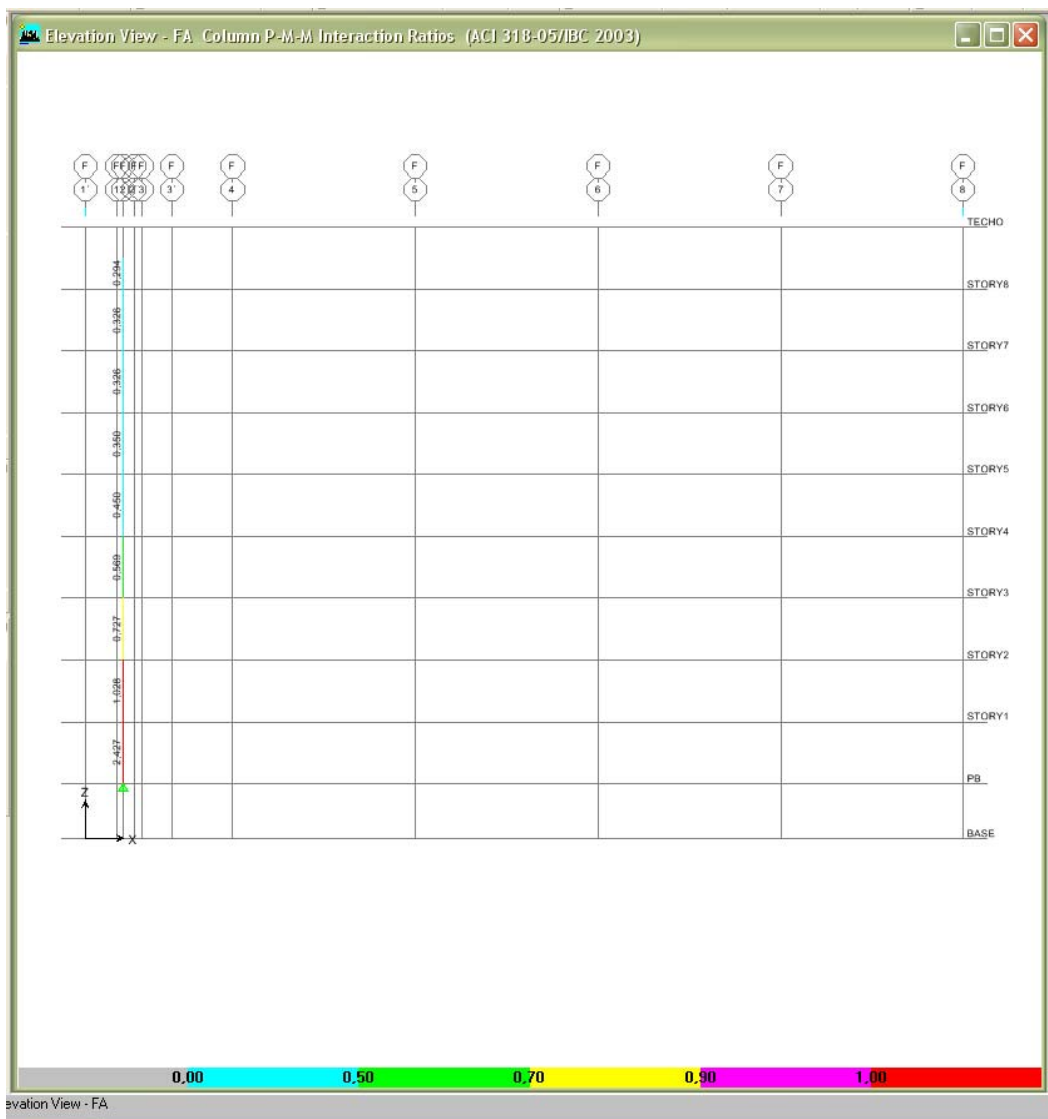 Elevation View - FA Column P-M-M Interaction Ratios (ACI 318-05/IBC 2003)
F F F F F F F F F F F
1' 1 2 3 3' 4 5 6 7 8
TECHO
0,294
STORY8
0,326
STORY7
0,326
STORY6
0,350
STORY5
0,450
STORY4
0,569
STORY3
0,727
STORY2
1,028
STORY1
2,427
PB
Z
X
BASE
0,00 0,50 0,70 0,90 1,00
evation View - FA